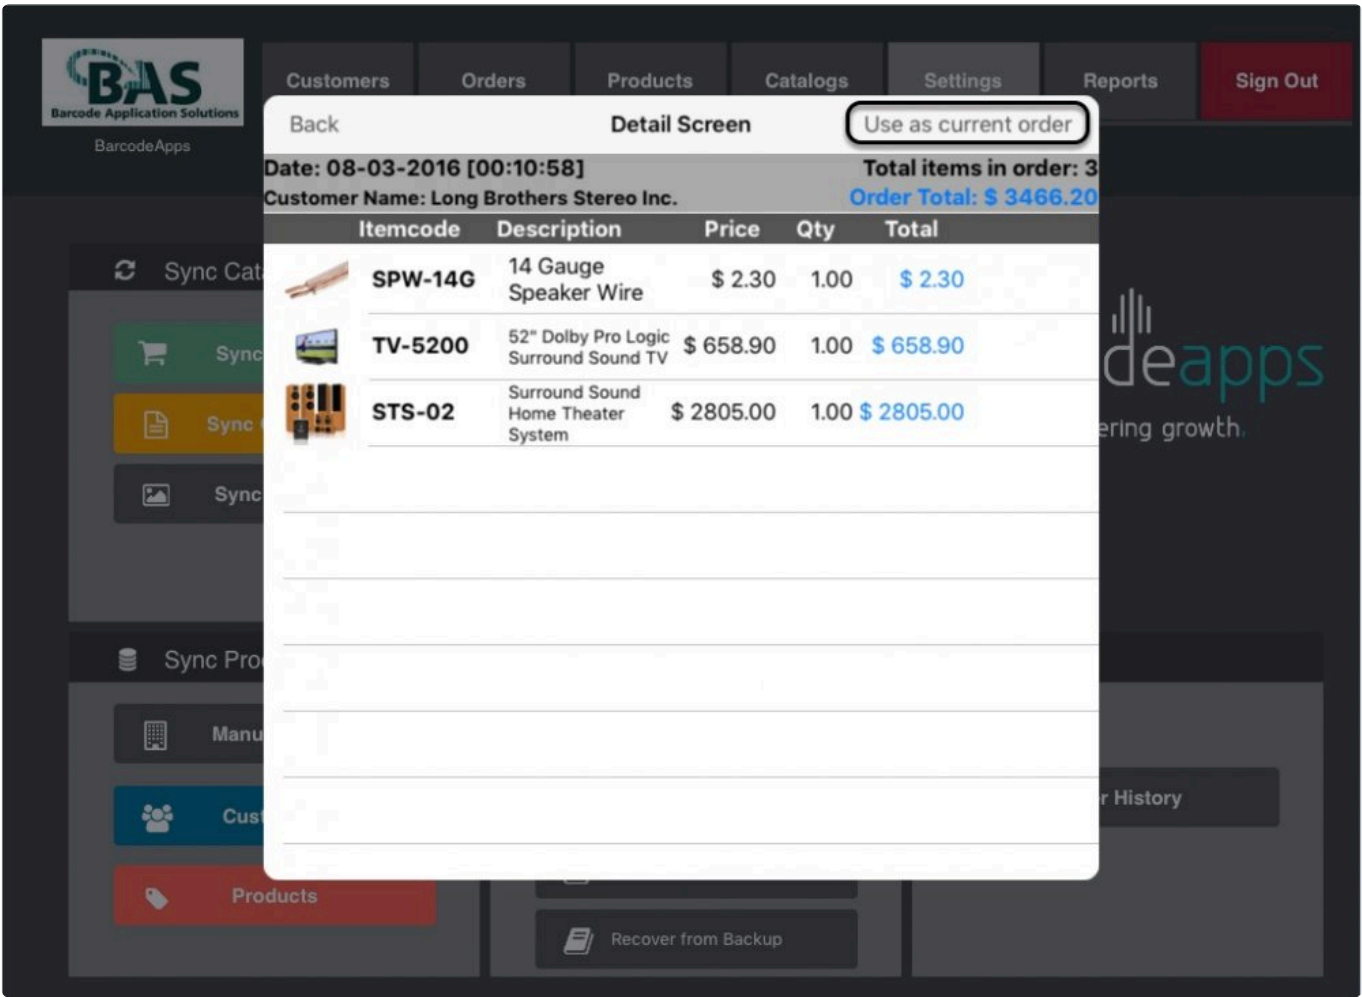 BAS
Barcode Application Solutions
BarcodeApps
Customers Orders Products Catalogs Settings Reports Sign Out
Back Detail Screen Use as current order
Date: 08-03-2016 [00:10:58] Total items in order: 3
Customer Name: Long Brothers Stereo Inc. Order Total: $ 3466.20
Itemcode Description Price Qty Total
SPW-14G 14 Gauge Speaker Wire $ 2.30 1.00 $ 2.30
TV-5200 52" Dolby Pro Logic Surround Sound TV $ 658.90 1.00 $ 658.90
STS-02 Surround Sound Home Theater System $ 2805.00 1.00 $ 2805.00
Sync Cat
Sync
Sync
Sync
deapps
ering growth.
Sync Pro
Manu
Cust
Products
r History
Recover from Backup